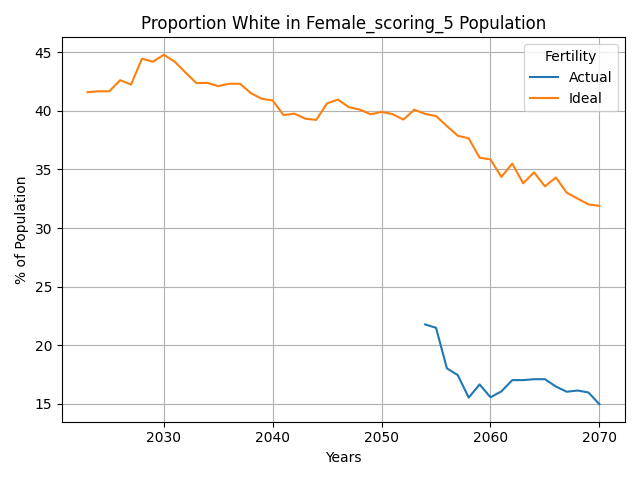 Proportion White in Female_scoring_5 Population
Fertility
Actual
Ideal
% of Population
45
40
35
30
25
20
15
2030 2040 2050 2060 2070
Years